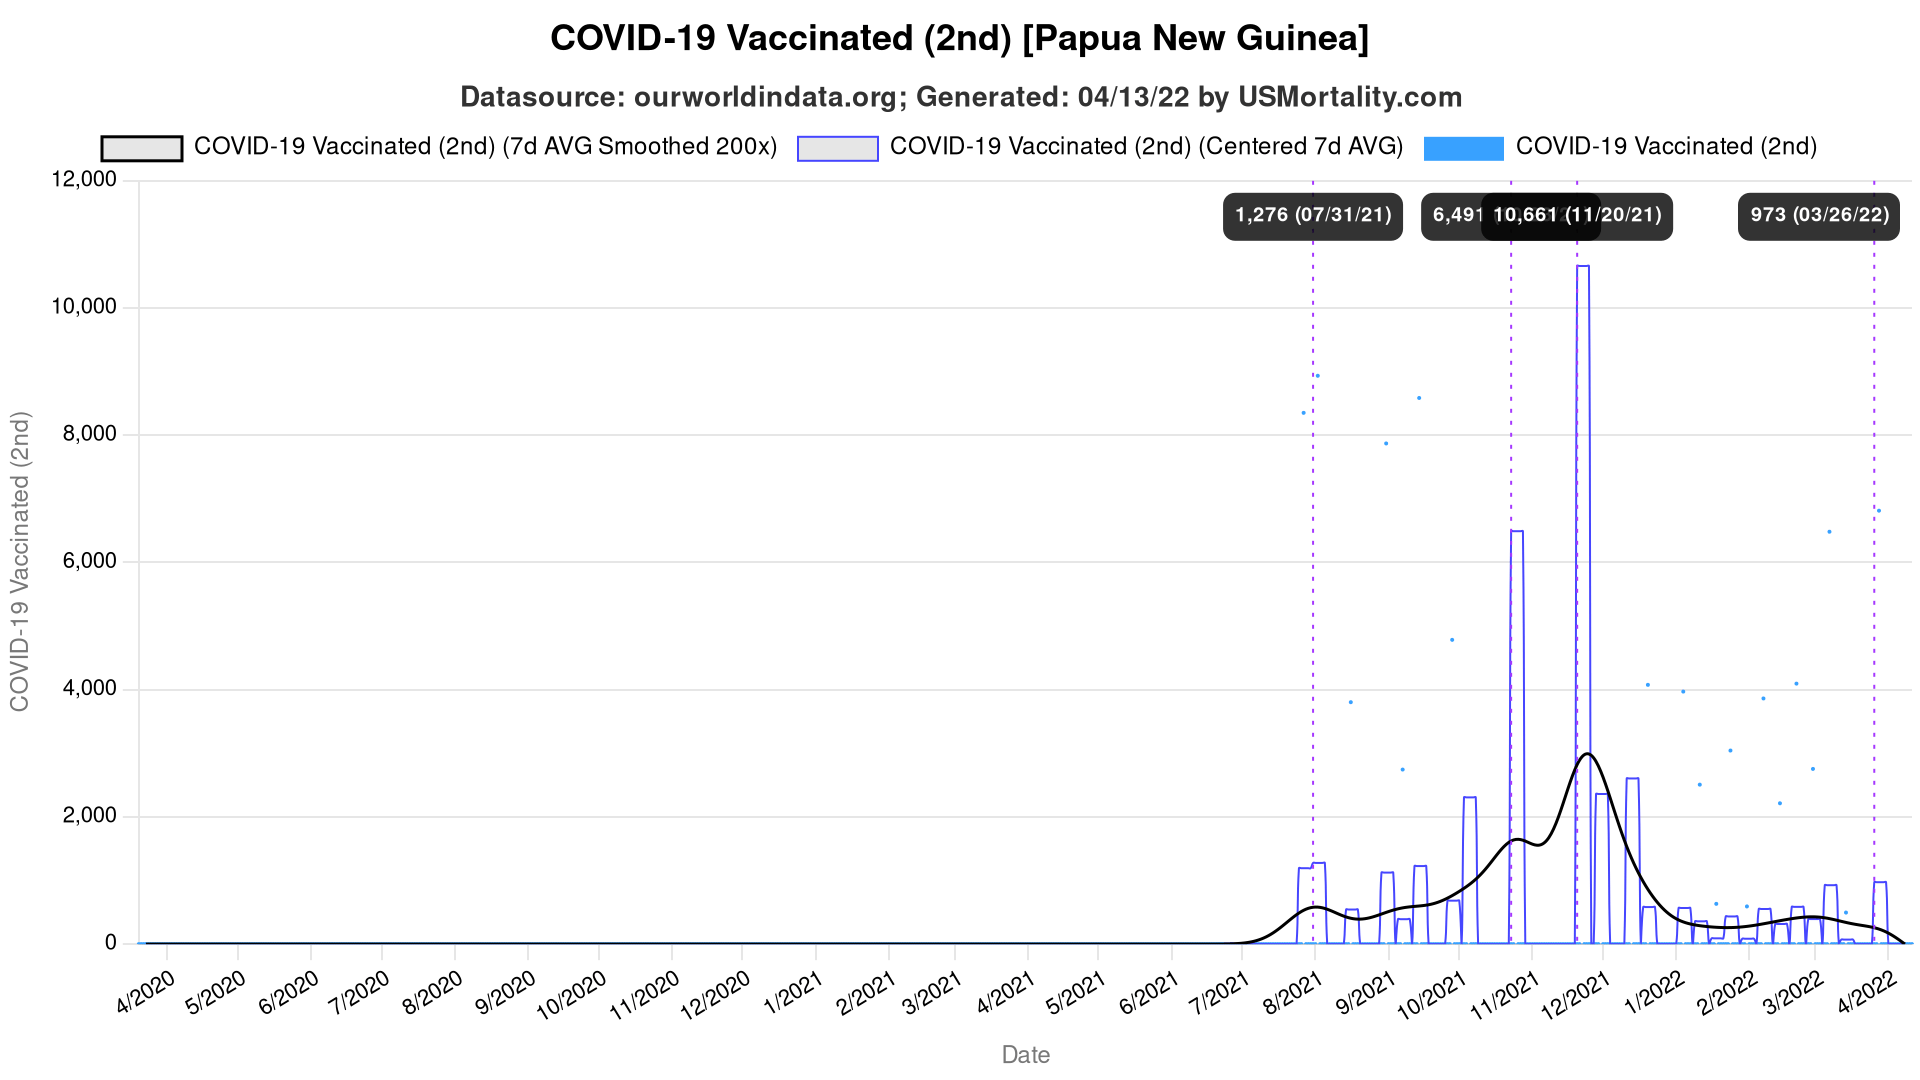 COVID-19 Vaccinated (2nd) [Papua New Guinea]
Datasource: ourworldindata.org; Generated: 04/13/22 by USMortality.com
COVID-19 Vaccinated (2nd) (7d AVG Smoothed 200x) COVID-19 Vaccinated (2nd) (Centered 7d AVG) COVID-19 Vaccinated (2nd)
1,276 (07/31/21) 6,491 10,661 (11/20/21) 973 (03/26/22)
COVID-19 Vaccinated (2nd)
12,000
10,000
8,000
6,000
4,000
2,000
0
4/2020 5/2020 6/2020 7/2020 8/2020 9/2020 10/2020 11/2020 12/2020 1/2021 2/2021 3/2021 4/2021 5/2021 6/2021 7/2021 8/2021 9/2021 10/2021 11/2021 12/2021 1/2022 2/2022 3/2022 4/2022
Date